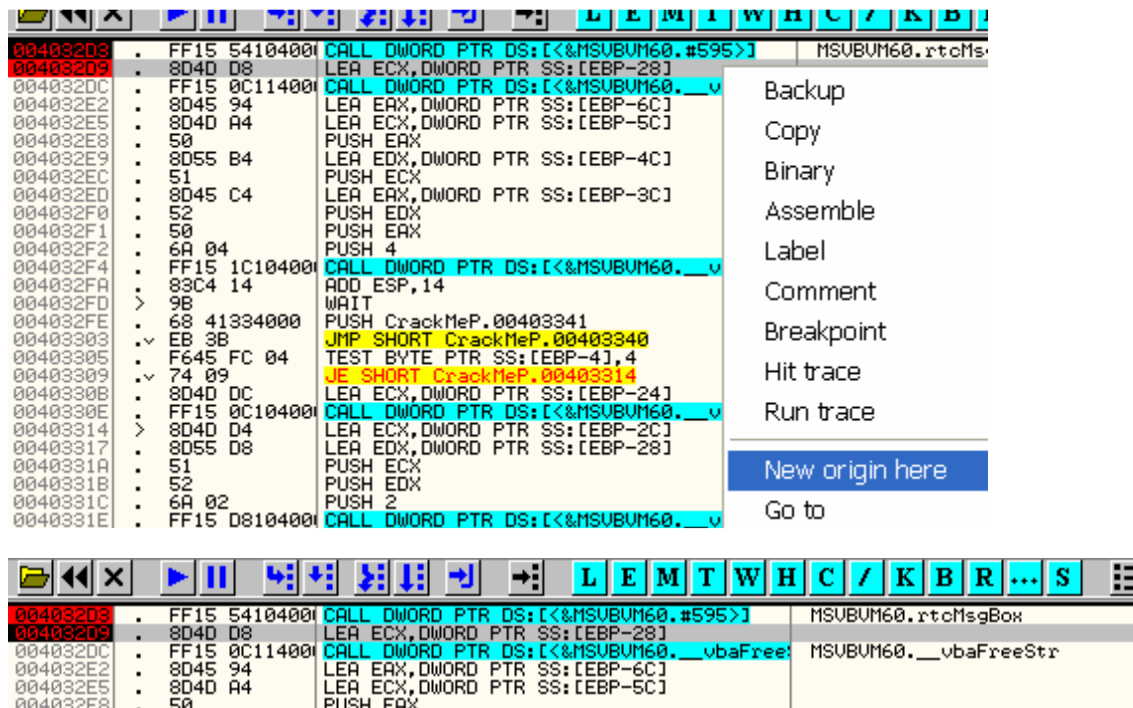 L E M T W H C / K B
004032D3 . FF15 54104000 CALL DWORD PTR DS:[<&MSVBVM60.#595>] MSVBVM60.rtcMs
004032D9 . 8D4D D8 LEA ECX,DWORD PTR SS:[EBP-28]
004032DC . FF15 0C114000 CALL DWORD PTR DS:[<&MSVBVM60.__v
004032E2 . 8D45 94 LEA EAX,DWORD PTR SS:[EBP-6C]
004032E5 . 8D4D A4 LEA ECX,DWORD PTR SS:[EBP-5C]
004032E8 . 50 PUSH EAX
004032E9 . 8D55 B4 LEA EDX,DWORD PTR SS:[EBP-4C]
004032EC . 51 PUSH ECX
004032ED . 8D45 C4 LEA EAX,DWORD PTR SS:[EBP-3C]
004032F0 . 52 PUSH EDX
004032F1 . 50 PUSH EAX
004032F2 . 6A 04 PUSH 4
004032F4 . FF15 1C104000 CALL DWORD PTR DS:[<&MSVBVM60.__v
004032FA . 83C4 14 ADD ESP,14
004032FD > 9B WAIT
004032FE . 68 41334000 PUSH CrackMeP.00403341
00403303 .v EB 3B JMP SHORT CrackMeP.00403340
00403305 . F645 FC 04 TEST BYTE PTR SS:[EBP-4],4
00403309 .v 74 09 JE SHORT CrackMeP.00403314
0040330B . 8D4D DC LEA ECX,DWORD PTR SS:[EBP-24]
0040330E . FF15 0C104000 CALL DWORD PTR DS:[<&MSVBVM60.__v
00403314 > 8D4D D4 LEA ECX,DWORD PTR SS:[EBP-2C]
00403317 . 8D55 D8 LEA EDX,DWORD PTR SS:[EBP-28]
0040331A . 51 PUSH ECX
0040331B . 52 PUSH EDX
0040331C . 6A 02 PUSH 2
0040331E . FF15 D8104000 CALL DWORD PTR DS:[<&MSVBVM60.__v
Backup
Copy
Binary
Assemble
Label
Comment
Breakpoint
Hit trace
Run trace
New origin here
Go to
L E M T W H C / K B R ... S
004032D3 . FF15 54104000 CALL DWORD PTR DS:[<&MSVBVM60.#595>] MSVBVM60.rtcMsgBox
004032D9 . 8D4D D8 LEA ECX,DWORD PTR SS:[EBP-28]
004032DC . FF15 0C114000 CALL DWORD PTR DS:[<&MSVBVM60.__vbaFree MSVBVM60.__vbaFreeStr
004032E2 . 8D45 94 LEA EAX,DWORD PTR SS:[EBP-6C]
004032E5 . 8D4D A4 LEA ECX,DWORD PTR SS:[EBP-5C]
004032E8 . 50 PUSH EAX